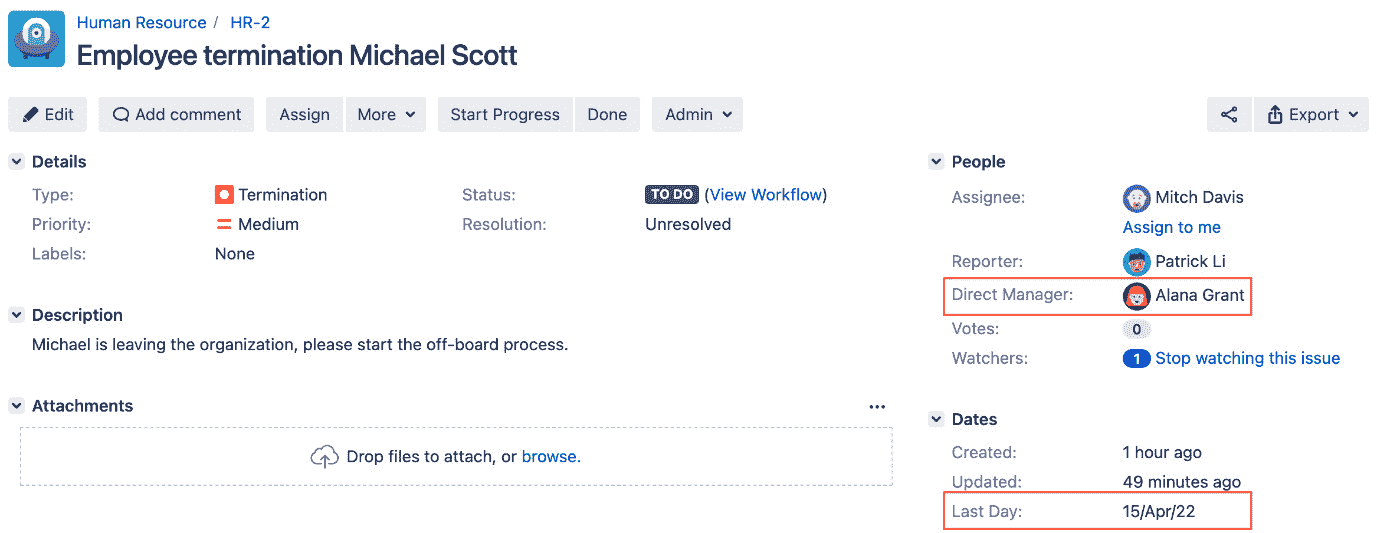 Human Resource / HR-2
Employee termination Michael Scott
Edit Add comment Assign More Start Progress Done Admin Export
Details
Type: Termination Status: TO DO (View Workflow)
Priority: Medium Resolution: Unresolved
Labels: None
Description
Michael is leaving the organization, please start the off-board process.
Attachments
Drop files to attach, or browse.
People
Assignee: Mitch Davis
Assign to me
Reporter: Patrick Li
Direct Manager: Alana Grant
Votes: 0
Watchers: 1 Stop watching this issue
Dates
Created: 1 hour ago
Updated: 49 minutes ago
Last Day: 15/Apr/22